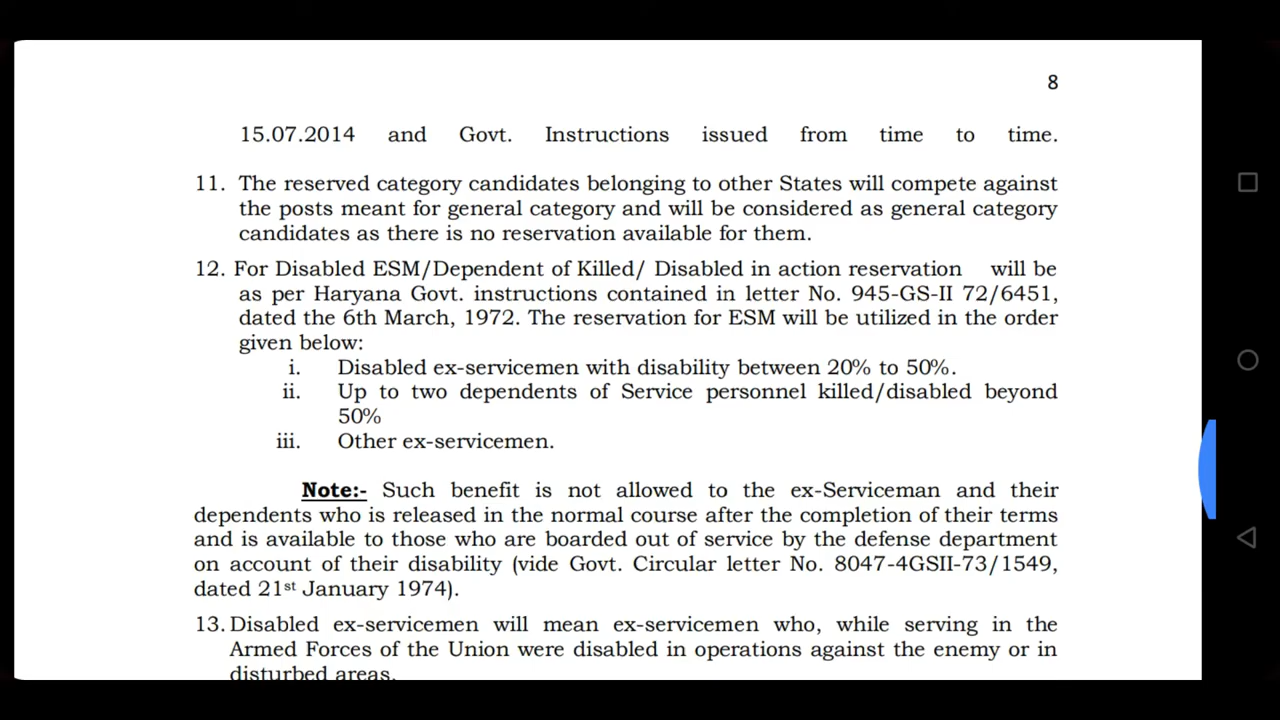 8
15.07.2014 and Govt. Instructions issued from time to time.
11. The reserved category candidates belonging to other States will compete against
the posts meant for general category and will be considered as general category
candidates as there is no reservation available for them.
12. For Disabled ESM/Dependent of Killed/ Disabled in action reservation will be
as per Haryana Govt. instructions contained in letter No. 945-GS-II 72/6451,
dated the 6th March, 1972. The reservation for ESM will be utilized in the order
given below:
i. Disabled ex-servicemen with disability between 20% to 50%.
ii. Up to two dependents of Service personnel killed/disabled beyond
50%
iii. Other ex-servicemen.
Note:- Such benefit is not allowed to the ex-Serviceman and their
dependents who is released in the normal course after the completion of their terms
and is available to those who are boarded out of service by the defense department
on account of their disability (vide Govt. Circular letter No. 8047-4GSII-73/1549,
dated 21st January 1974).
13. Disabled ex-servicemen will mean ex-servicemen who, while serving in the
Armed Forces of the Union were disabled in operations against the enemy or in
disturbed areas.